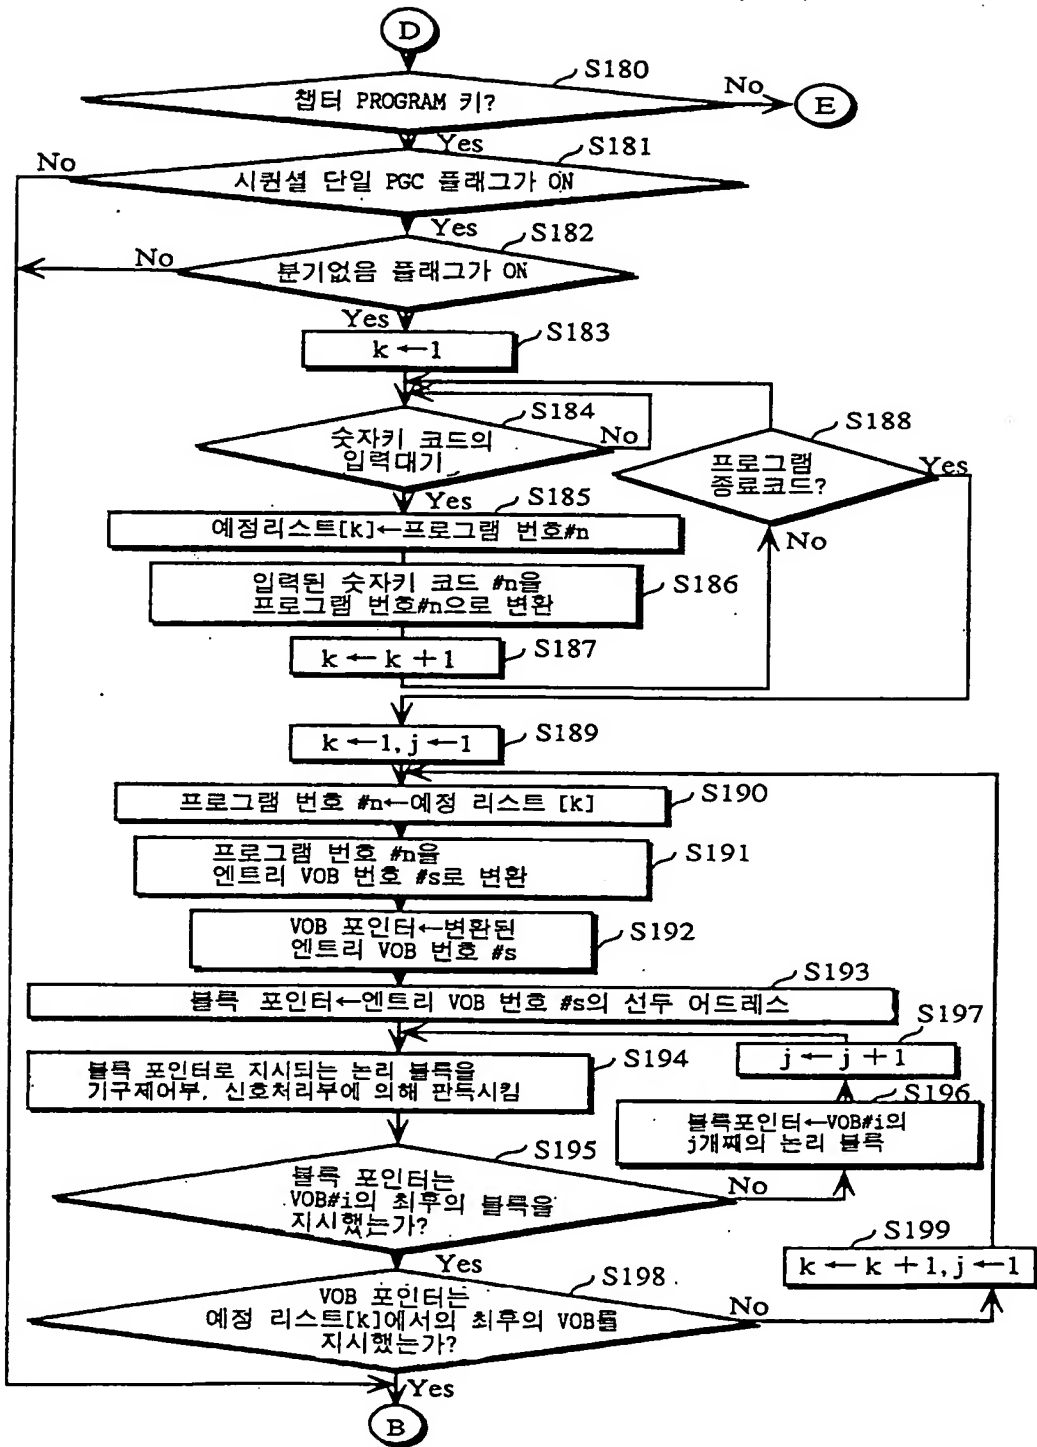 D
S180
챕터 PROGRAM 키?
No
E
Yes
S181
No
시퀀셜 단일 PGC 플래그가 ON
Yes
S182
No
분기없음 플래그가 ON
Yes
S183
k ← 1
S184
숫자키 코드의
입력대기
No
S188
프로그램
종료코드?
Yes
No
Yes
S185
예정리스트[k]←프로그램 번호#n
S186
입력된 숫자키 코드 #n을
프로그램 번호#n으로 변환
S187
k ← k + 1
S189
k ← 1, j ← 1
S190
프로그램 번호 #n←예정 리스트 [k]
S191
프로그램 번호 #n을
엔트리 VOB 번호 #s로 변환
S192
VOB 포인터←변환된
엔트리 VOB 번호 #s
S193
블록 포인터←엔트리 VOB 번호 #s의 선두 어드레스
S197
j ← j + 1
S194
블록 포인터로 지시되는 논리 블록을
기구제어부, 신호처리부에 의해 판독시킴
S196
블록포인터←VOB#i의
j개째의 논리 블록
S195
블록 포인터는
VOB#i의 최후의 블록을
지시했는가?
No
Yes
S199
k ← k + 1, j ← 1
S198
VOB 포인터는
예정 리스트[k]에서의 최후의 VOB를
지시했는가?
No
Yes
B